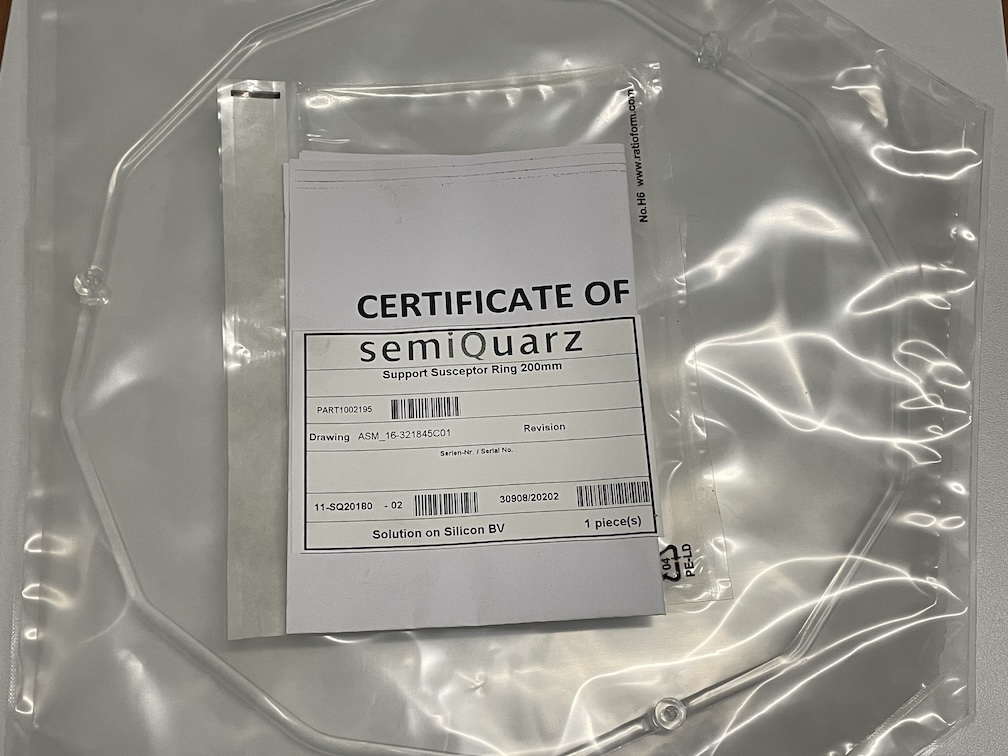 No.H6 www.ratioform.com
CERTIFICATE OF
semiQuarz
Support Susceptor Ring 200mm
PART1002195
Drawing ASM_16-321845C01 Revision
Serien-Nr. / Serial No.
11-SQ20180 - 02 30908/20202
Solution on Silicon BV 1 piece(s)
04
PE-LD